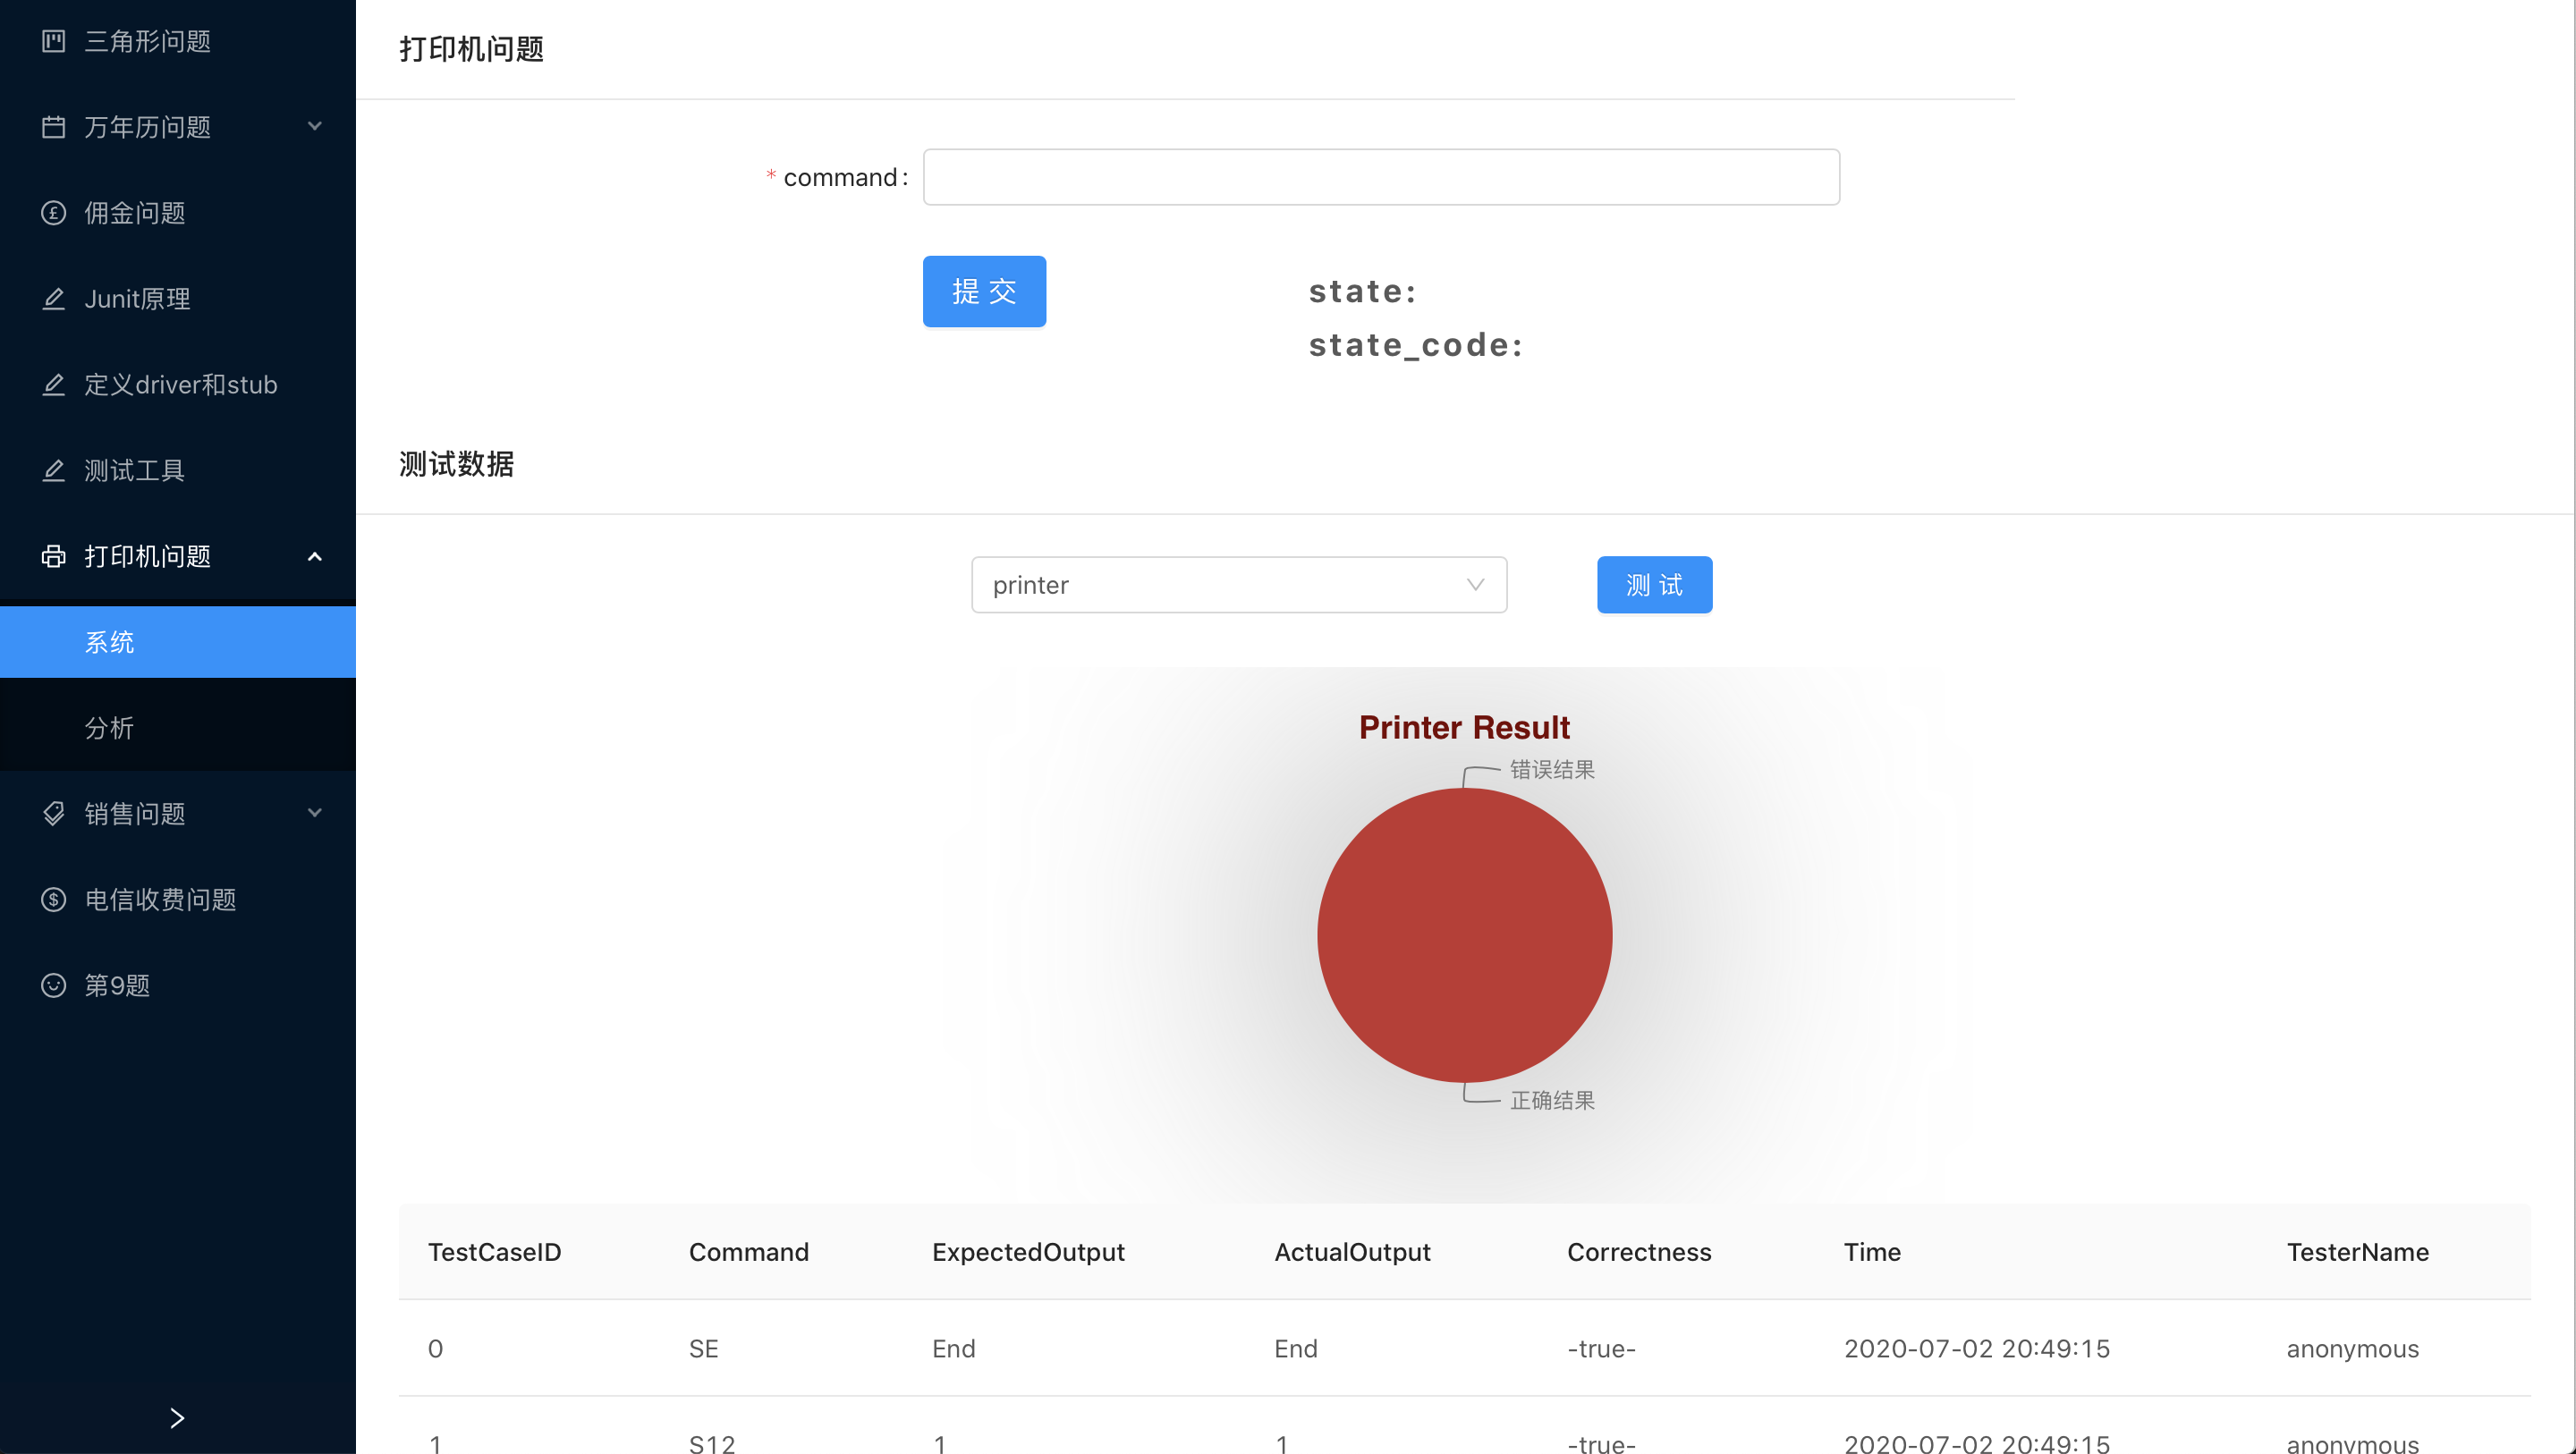 三角形问题
万年历问题
佣金问题
Junit原理
定义driver和stub
测试工具
打印机问题
系统
分析
销售问题
电信收费问题
第9题
打印机问题
* command:
提 交
state:
state_code:
测试数据
printer
测 试
Printer Result
错误结果
正确结果
TestCaseID Command ExpectedOutput ActualOutput Correctness Time TesterName
0 SE End End -true- 2020-07-02 20:49:15 anonymous
1 S12 1 1 -true- 2020-07-02 20:49:15 anonymous